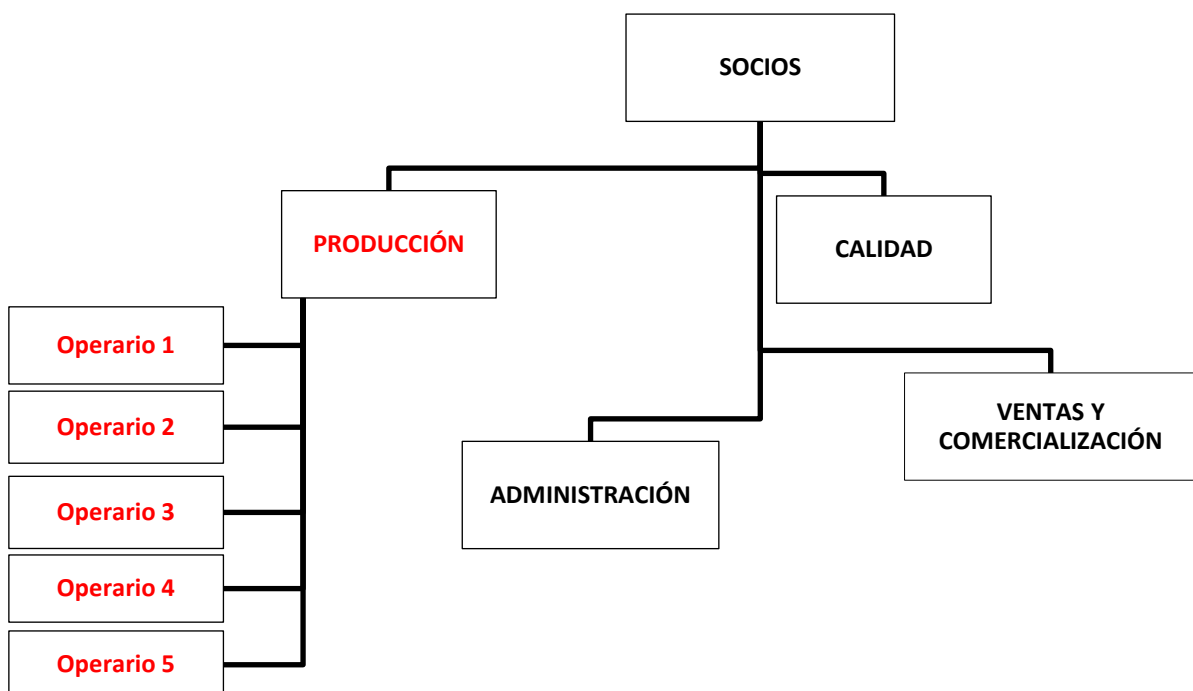 SOCIOS
PRODUCCIÓN
CALIDAD
Operario 1
Operario 2
Operario 3
Operario 4
Operario 5
ADMINISTRACIÓN
VENTAS Y
COMERCIALIZACIÓN